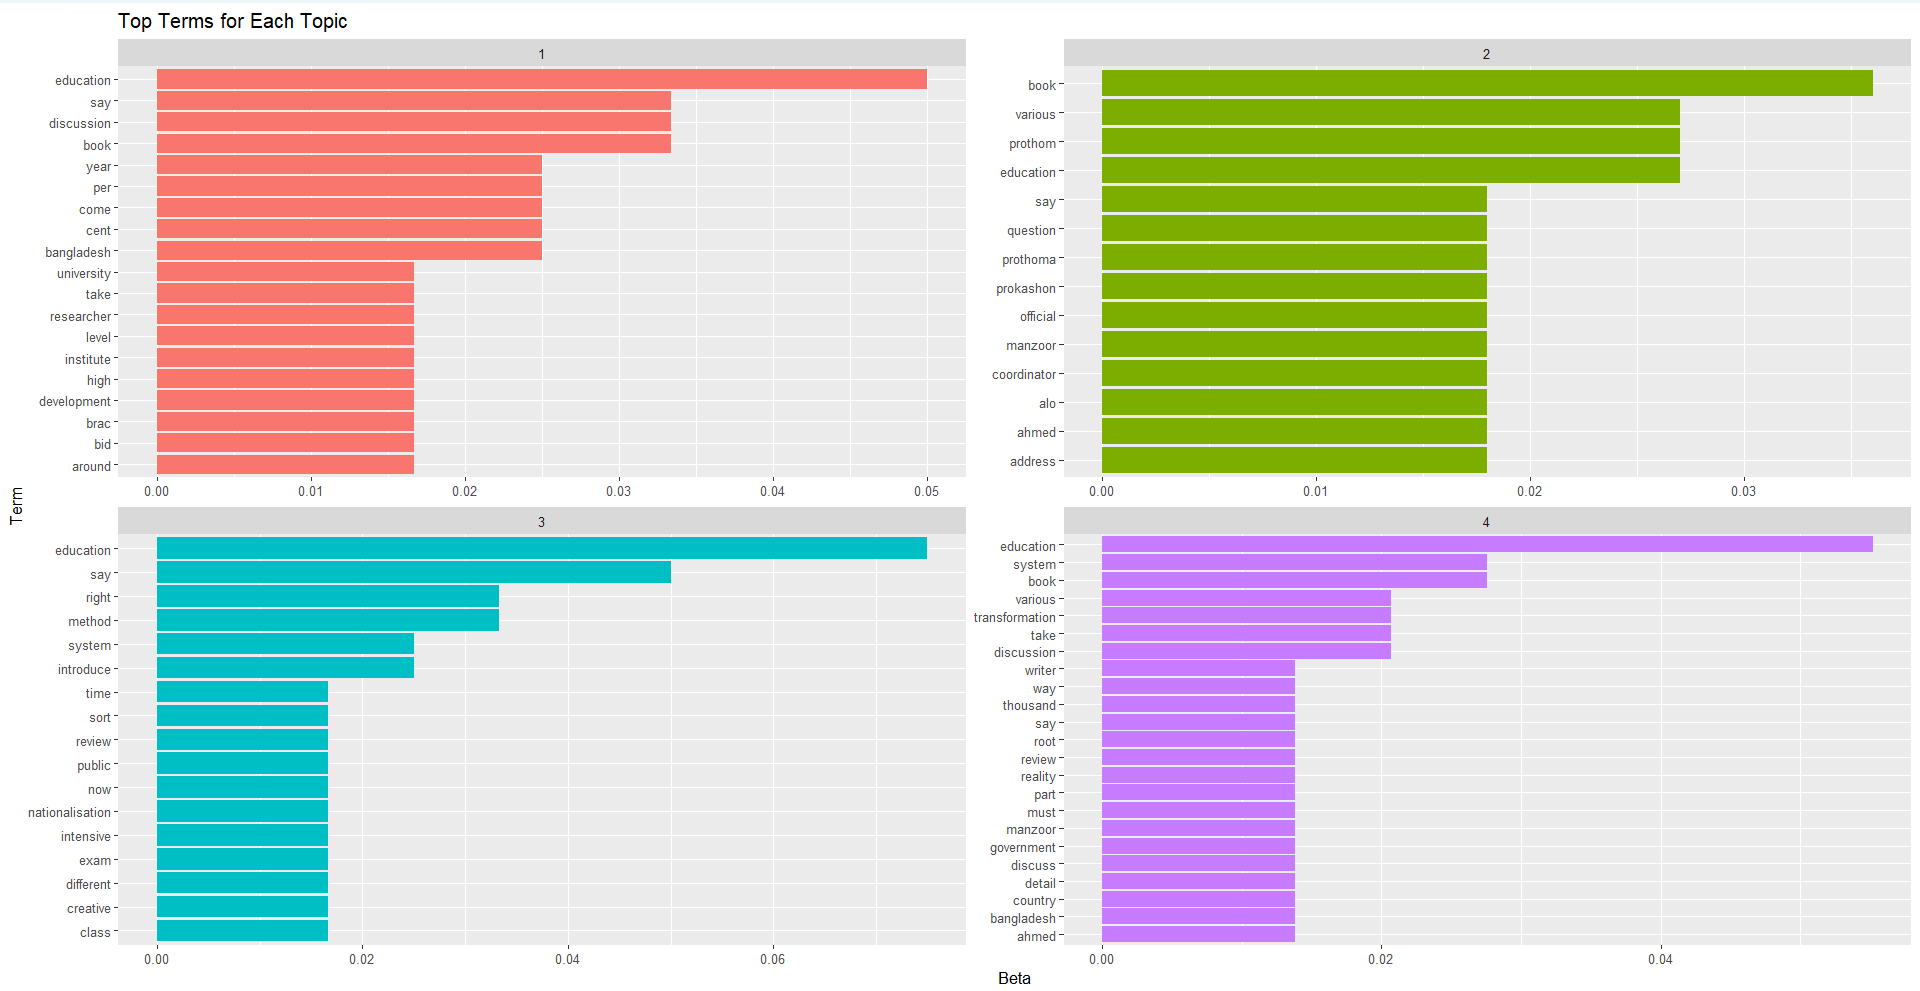 Top Terms for Each Topic
1
education
say
discussion
book
year
per
come
cent
bangladesh
university
take
researcher
level
institute
high
development
brac
bid
around
0.00 0.01 0.02 0.03 0.04 0.05
2
book
various
prothom
education
say
question
prothoma
prokashon
official
manzoor
coordinator
alo
ahmed
address
0.00 0.01 0.02 0.03
Term
3
education
say
right
method
system
introduce
time
sort
review
public
now
nationalisation
intensive
exam
different
creative
class
0.00 0.02 0.04 0.06
4
education
system
book
various
transformation
take
discussion
writer
way
thousand
say
root
review
reality
part
must
manzoor
government
discuss
detail
country
bangladesh
ahmed
0.00 0.02 0.04
Beta